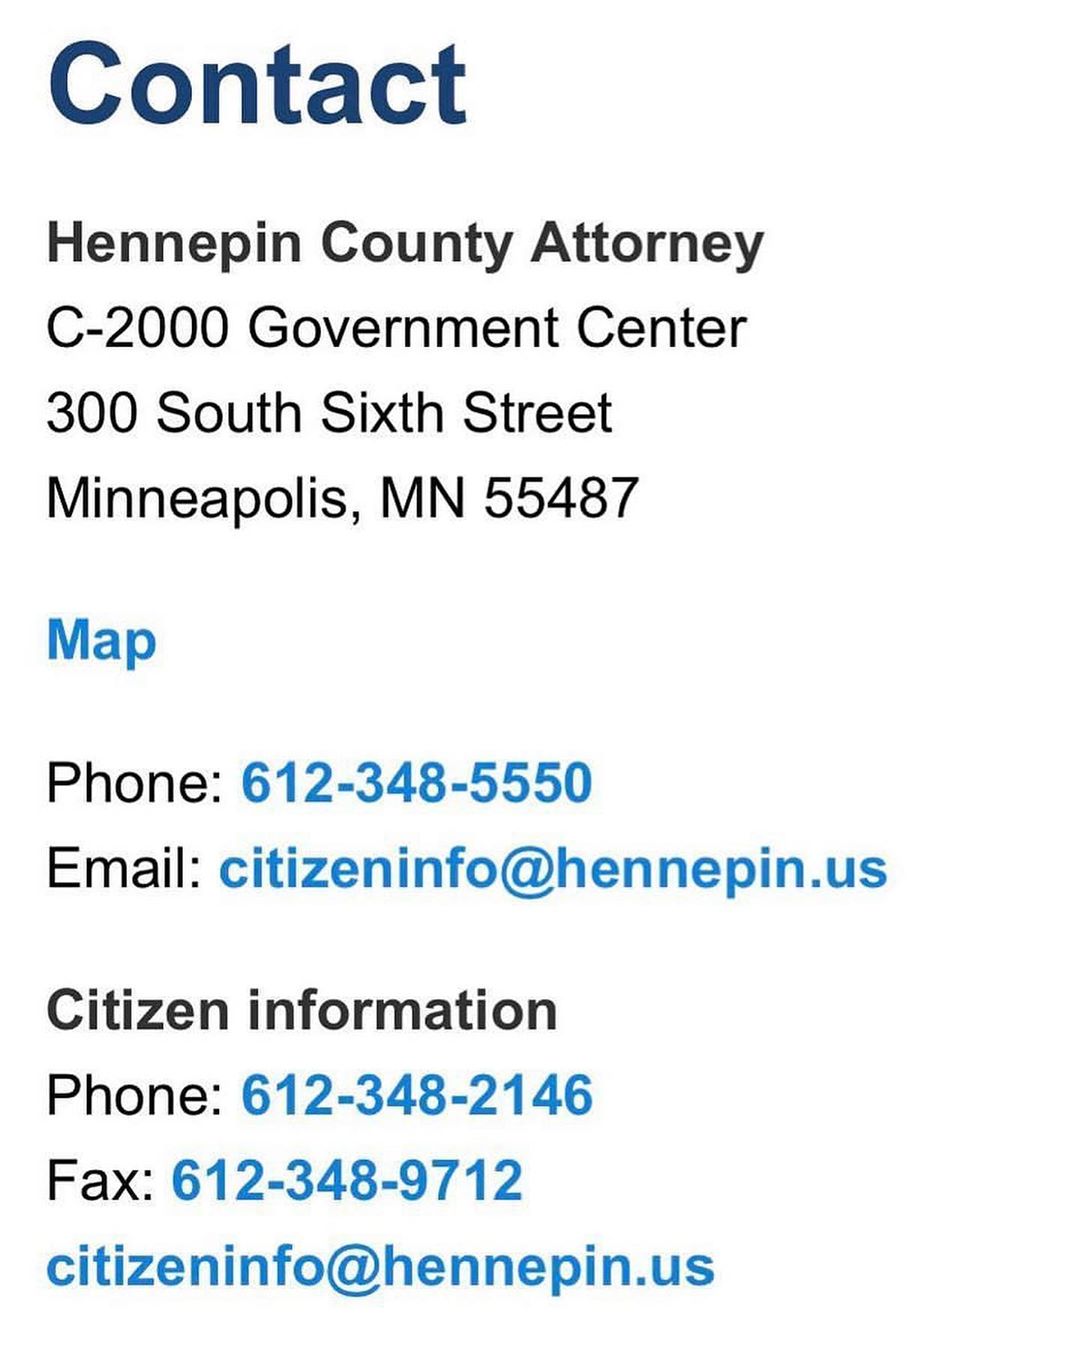 Contact
Hennepin County Attorney
C-2000 Government Center
300 South Sixth Street
Minneapolis, MN 55487
Map
Phone: 612-348-5550
Email: citizeninfo@hennepin.us
Citizen information
Phone: 612-348-2146
Fax: 612-348-9712
citizeninfo@hennepin.us